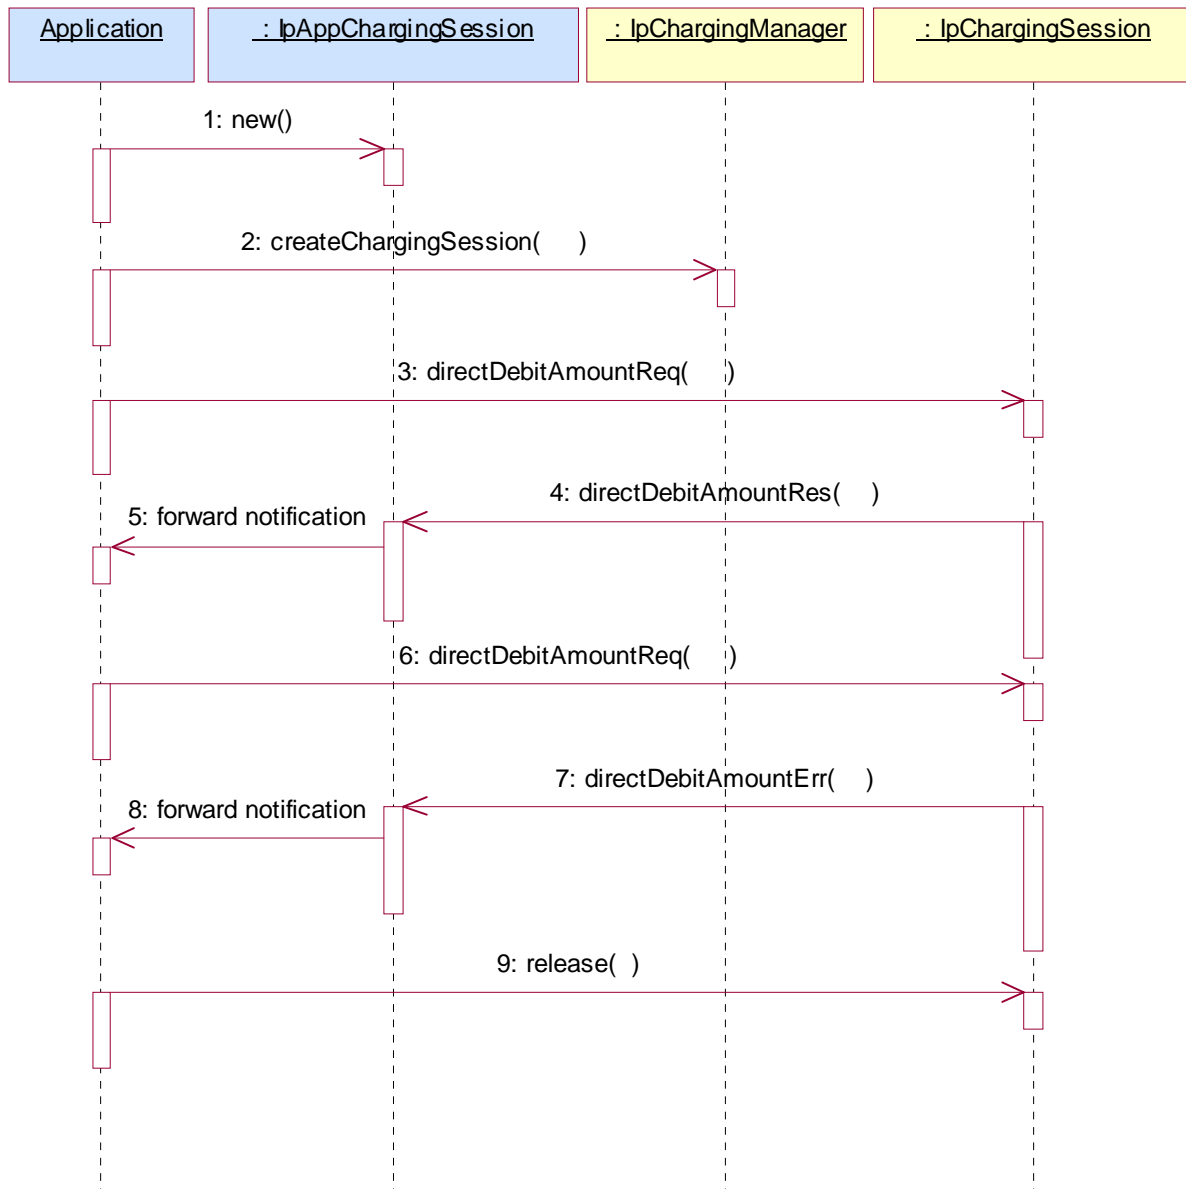 Application
: IpAppChargingSession
: IpChargingManager
: IpChargingSession
1: new()
2: createChargingSession( )
3: directDebitAmountReq( )
4: directDebitAmountRes( )
5: forward notification
6: directDebitAmountReq( )
7: directDebitAmountErr( )
8: forward notification
9: release( )